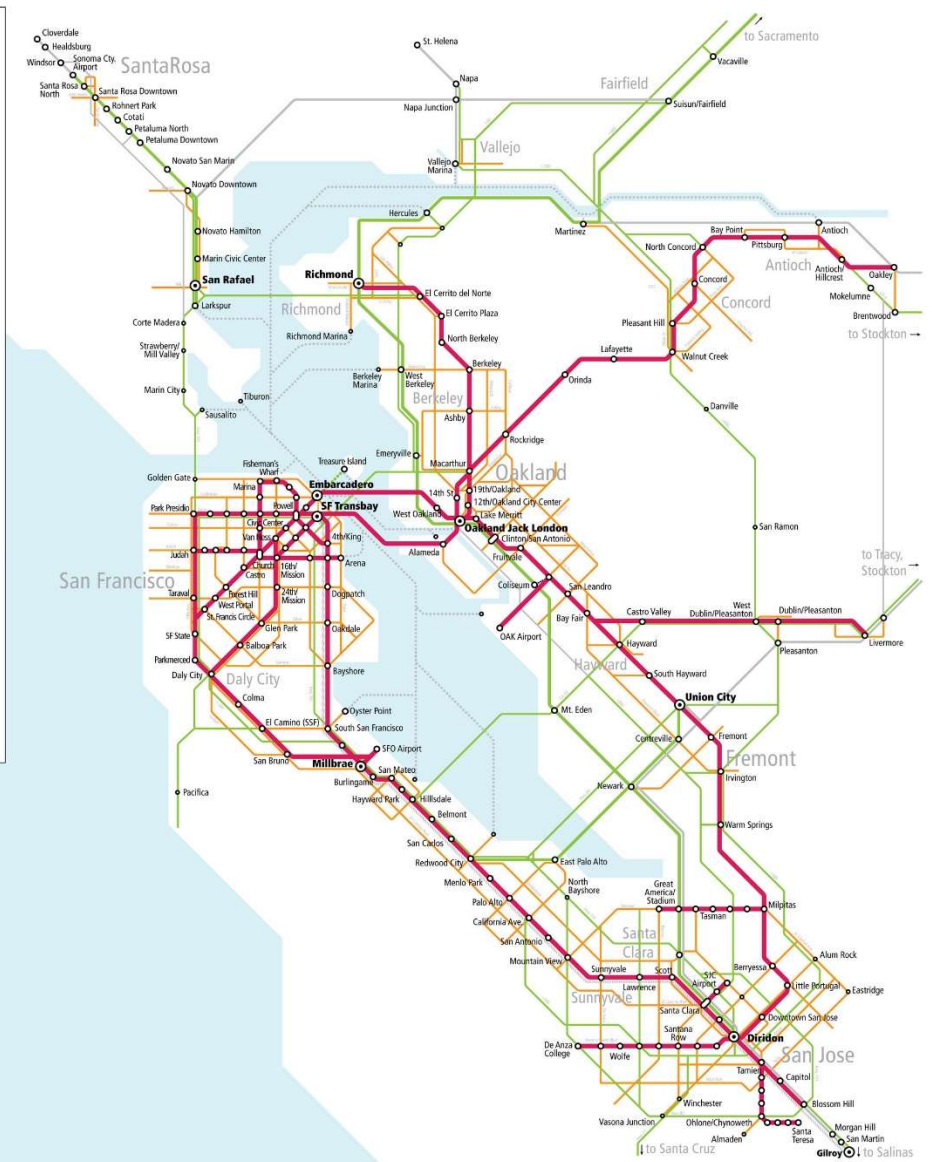 Cloverdale
Healdsburg
Windsor
Sonoma Cty.
Airport
SantaRosa
Santa Rosa
North
Santa Rosa Downtown
Rohnert Park
Cotati
Petaluma North
Petaluma Downtown
Novato San Marin
Novato Downtown
Novato Hamilton
Marin Civic Center
San Rafael
Larkspur
Corte Madera
Strawberry/
Mill Valley
Marin City
Sausalito
Tiburon
St. Helena
Napa
Napa Junction
Vallejo
Vallejo
Marina
Fairfield
Suisun/Fairfield
Vacaville
to Sacramento
Hercules
Martinez
Richmond
Richmond
Richmond Marina
El Cerrito del Norte
El Cerrito Plaza
North Berkeley
Berkeley
Berkeley
Marina
West
Berkeley
Berkeley
Ashby
Emeryville
Macarthur
Rockridge
Orinda
Lafayette
Walnut Creek
Pleasant Hill
Concord
Concord
North Concord
Bay Point
Pittsburg
Antioch
Antioch
Antioch/
Hillcrest
Oakley
Mokelumne
Brentwood
to Stockton
Danville
San Ramon
Treasure Island
Golden Gate
Fisherman's
Wharf
Marina
Embarcadero
SF Transbay
Powell
Park Presidio
Civic Center
Van Ness
4th/King
Judah
Church
Castro
16th/
Mission
Arena
24th/
Mission
San Francisco
Taraval
Forest Hill
West Portal
St. Francis Circle
Glen Park
Balboa Park
Dogpatch
Oakdale
Bayshore
SF State
Parkmerced
Daly City
Daly City
Colma
El Camino (SSF)
Oyster Point
South San Francisco
San Bruno
SFO Airport
Millbrae
Pacifica
Oakland
14th St
19th/Oakland
12th/Oakland City Center
West Oakland
Lake Merritt
Oakland Jack London
Clinton/San Antonio
Alameda
Fruitvale
Coliseum
OAK Airport
San Leandro
Bay Fair
Castro Valley
West
Dublin/Pleasanton
Dublin/Pleasanton
Pleasanton
Livermore
to Tracy,
Stockton
Hayward
Hayward
South Hayward
Mt. Eden
Union City
Centreville
Fremont
Fremont
Irvington
Newark
Warm Springs
Burlingame
San Mateo
Hayward Park
Hilllsdale
Belmont
San Carlos
Redwood City
East Palo Alto
Menlo Park
North
Bayshore
Palo Alto
California Ave
San Antonio
Mountain View
Great
America/
Stadium
Tasman
Milpitas
Santa
Clara
Sunnyvale
Sunnyvale
Lawrence
Scott
SJC
Airport
Santa Clara
Berryessa
Alum Rock
Little Portugal
Eastridge
Downtown San Jose
Santana
Row
De Anza
College
Wolfe
Diridon
San Jose
Tamien
Capitol
Blossom Hill
Winchester
Vasona Junction
Ohlone/Chynoweth
Almaden
Santa
Teresa
Morgan Hill
San Martin
Gilroy
to Salinas
to Santa Cruz